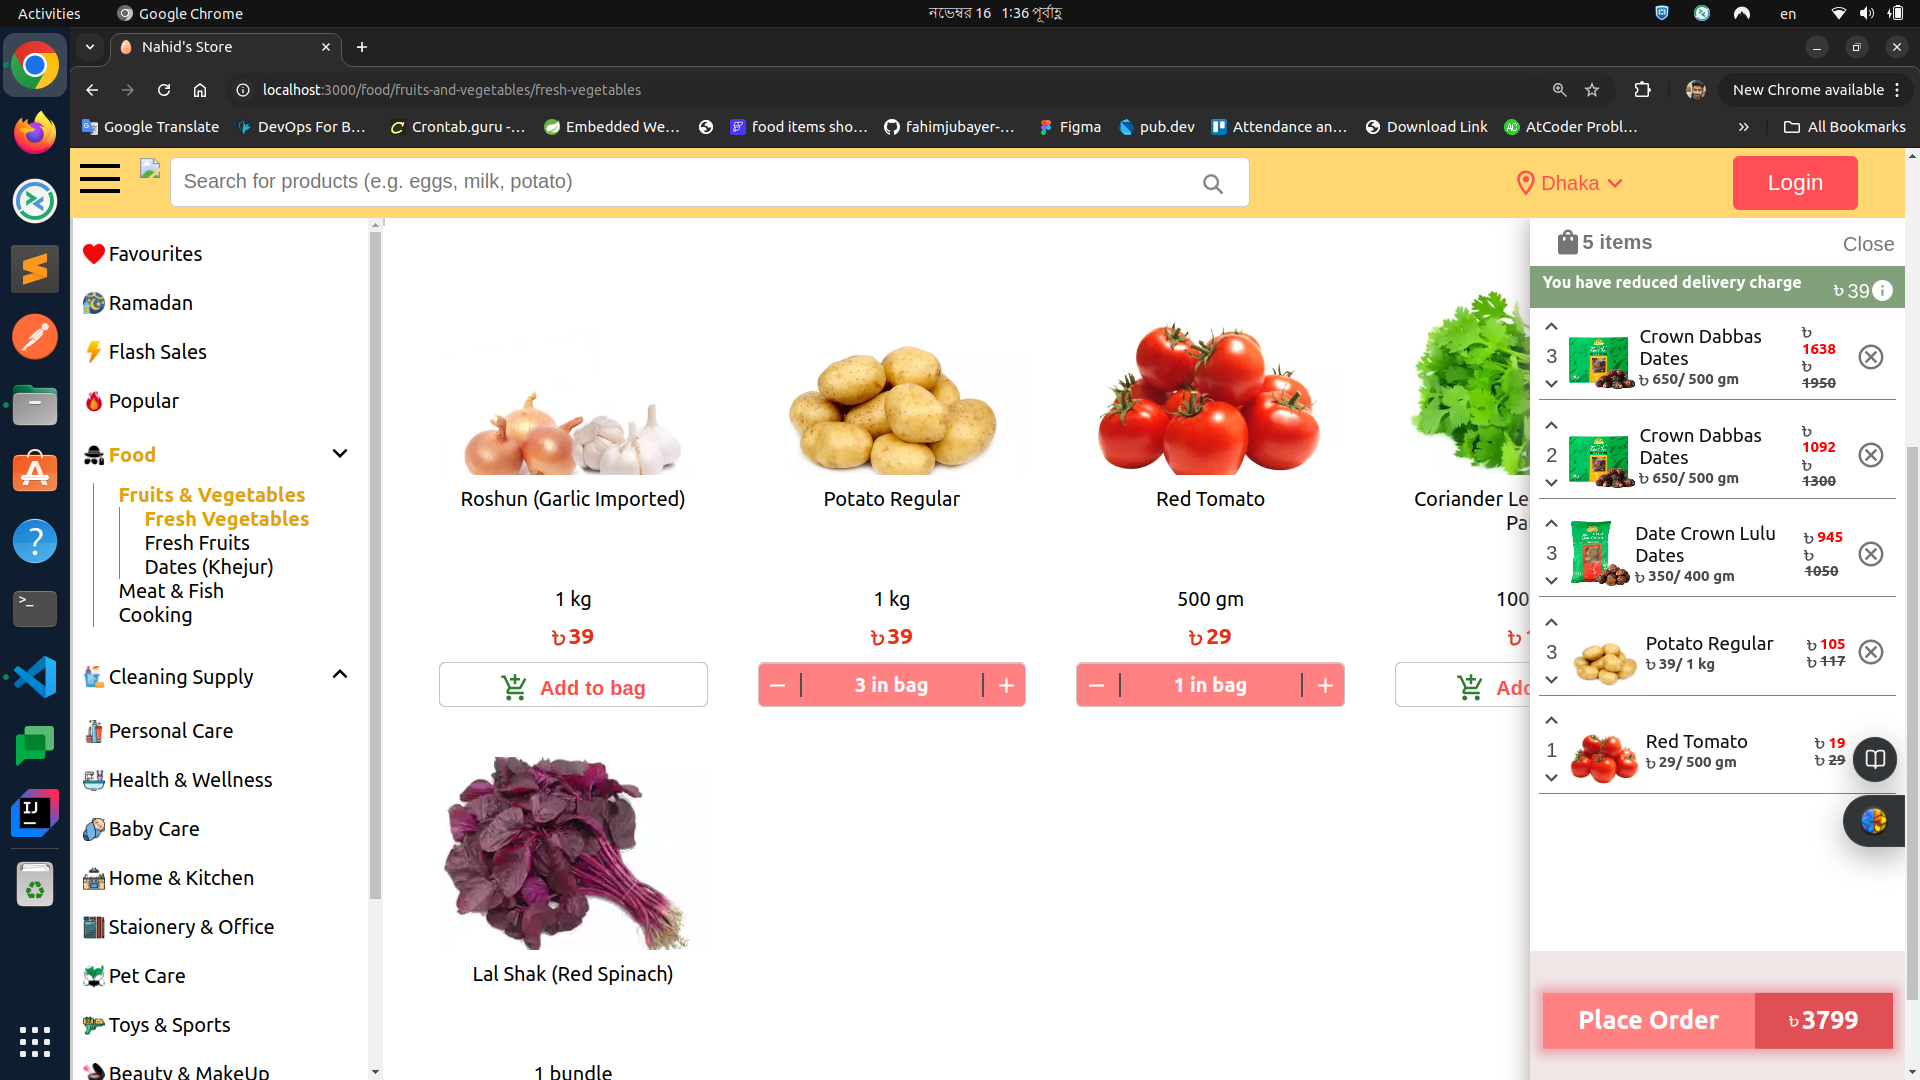 Activities
Google Chrome
নভেম্বর 16 1:36 পূর্বাহ্ণ
en
Nahid's Store
localhost:3000/food/fruits-and-vegetables/fresh-vegetables
New Chrome available
Google Translate
DevOps For B...
Crontab.guru -...
Embedded We...
food items sho...
fahimjubayer-...
Figma
pub.dev
Attendance an...
Download Link
AtCoder Probl...
All Bookmarks
Search for products (e.g. eggs, milk, potato)
Dhaka
Login
Favourites
Ramadan
Flash Sales
Popular
Food
Fruits & Vegetables
Fresh Vegetables
Fresh Fruits
Dates (Khejur)
Meat & Fish
Cooking
Cleaning Supply
Personal Care
Health & Wellness
Baby Care
Home & Kitchen
Staionery & Office
Pet Care
Toys & Sports
Beauty & MakeUp
Roshun (Garlic Imported)
1 kg
৳ 39
Add to bag
Potato Regular
1 kg
৳ 39
3 in bag
Red Tomato
500 gm
৳ 29
1 in bag
Coriander
Lal Shak (Red Spinach)
1 bundle
5 items
Close
You have reduced delivery charge
৳ 39
3
Crown Dabbas
Dates
৳ 650/ 500 gm
৳
1638
৳
1950
2
Crown Dabbas
Dates
৳ 650/ 500 gm
৳
1092
৳
1300
3
Date Crown Lulu
Dates
৳ 350/ 400 gm
৳ 945
৳
1050
3
Potato Regular
৳ 39/ 1 kg
৳ 105
৳ 117
1
Red Tomato
৳ 29/ 500 gm
৳ 19
৳ 29
Place Order
৳ 3799